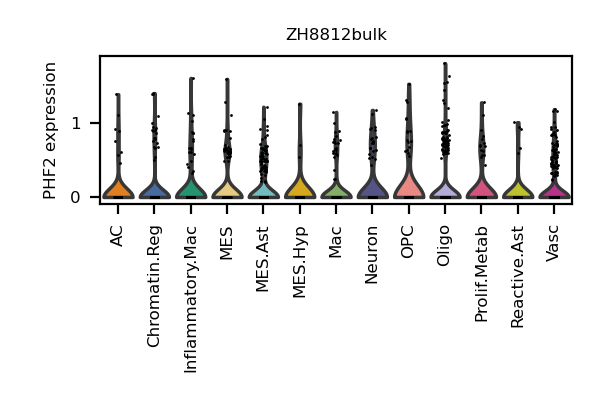 ZH8812bulk
PHF2 expression
1
0
AC
Chromatin.Reg
Inflammatory.Mac
MES
MES.Ast
MES.Hyp
Mac
Neuron
OPC
Oligo
Prolif.Metab
Reactive.Ast
Vasc